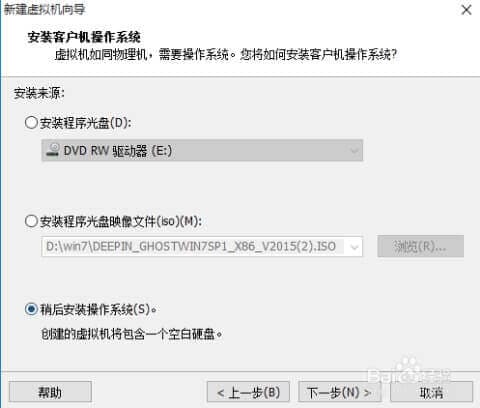 新建虚拟机向导
安装客户机操作系统
虚拟机如同物理机，需要操作系统。您将如何安装客户机操作系统?
安装来源:
安装程序光盘(D):
DVD RW 驱动器 (E:)
安装程序光盘映像文件(iso)(M):
D:\win7\DEEPIN_GHOSTWIN7SP1_X86_V2015(2).ISO
浏览(R)...
稍后安装操作系统(S)。
创建的虚拟机将包含一个空白硬盘。
Baidu 经验
帮助
< 上一步(B)
下一步(N) >
取消